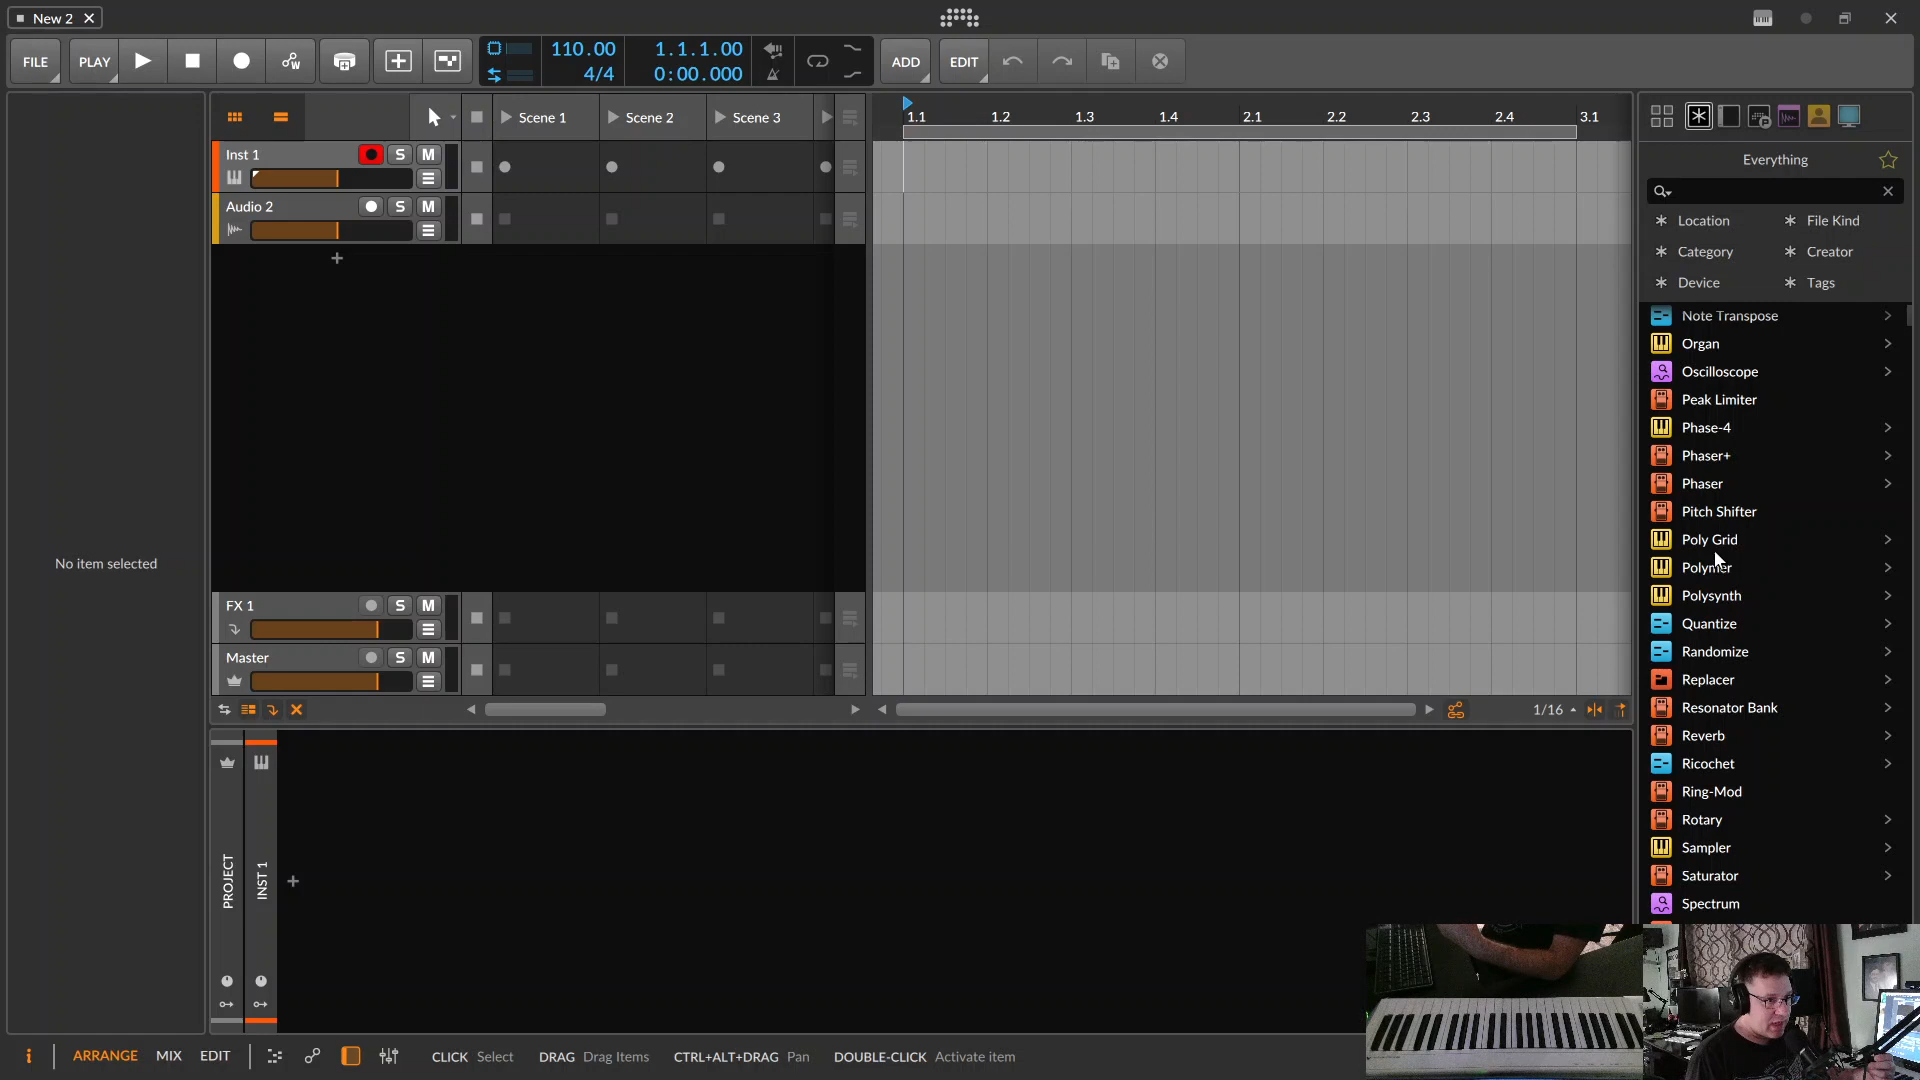 New 2
FILE
PLAY
110.00
4/4
1.1.1.00
0:00.000
ADD
EDIT
Scene 1
Scene 2
Scene 3
1.1
1.2
1.3
1.4
2.1
2.2
2.3
2.4
3.1
Inst 1
S
M
Audio 2
S
M
No item selected
FX 1
S
M
Master
S
M
1/16
PROJECT
INST 1
Everything
Location
File Kind
Category
Creator
Device
Tags
Note Transpose
Organ
Oscilloscope
Peak Limiter
Phase-4
Phaser+
Phaser
Pitch Shifter
Poly Grid
Polymer
Polysynth
Quantize
Randomize
Replacer
Resonator Bank
Reverb
Ricochet
Ring-Mod
Rotary
Sampler
Saturator
Spectrum
i
ARRANGE
MIX
EDIT
CLICK Select
DRAG Drag Items
CTRL+ALT+DRAG Pan
DOUBLE-CLICK Activate item